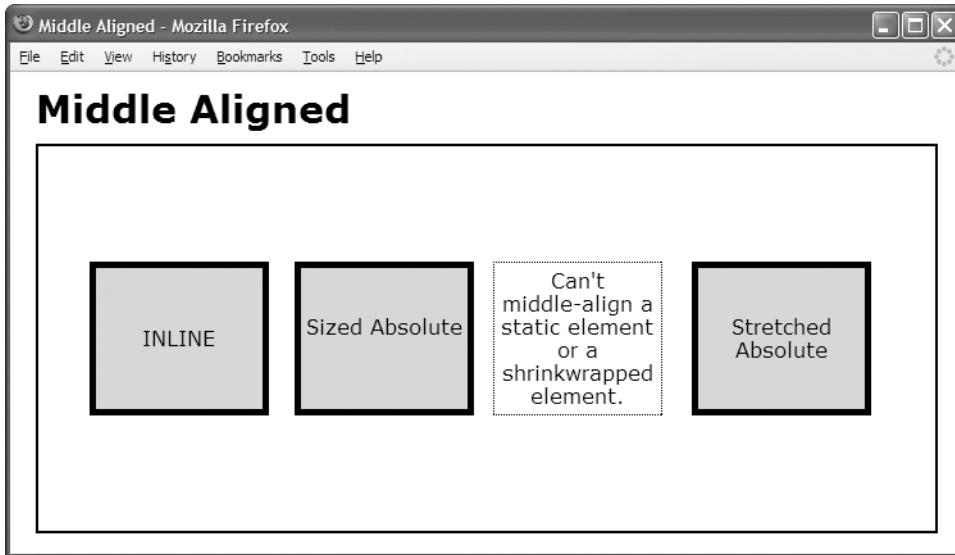 Middle Aligned - Mozilla Firefox
File Edit View History Bookmarks Tools Help
Middle Aligned
INLINE
Sized Absolute
Can't
middle-align a
static element
or a
shrinkwrapped
element.
Stretched
Absolute